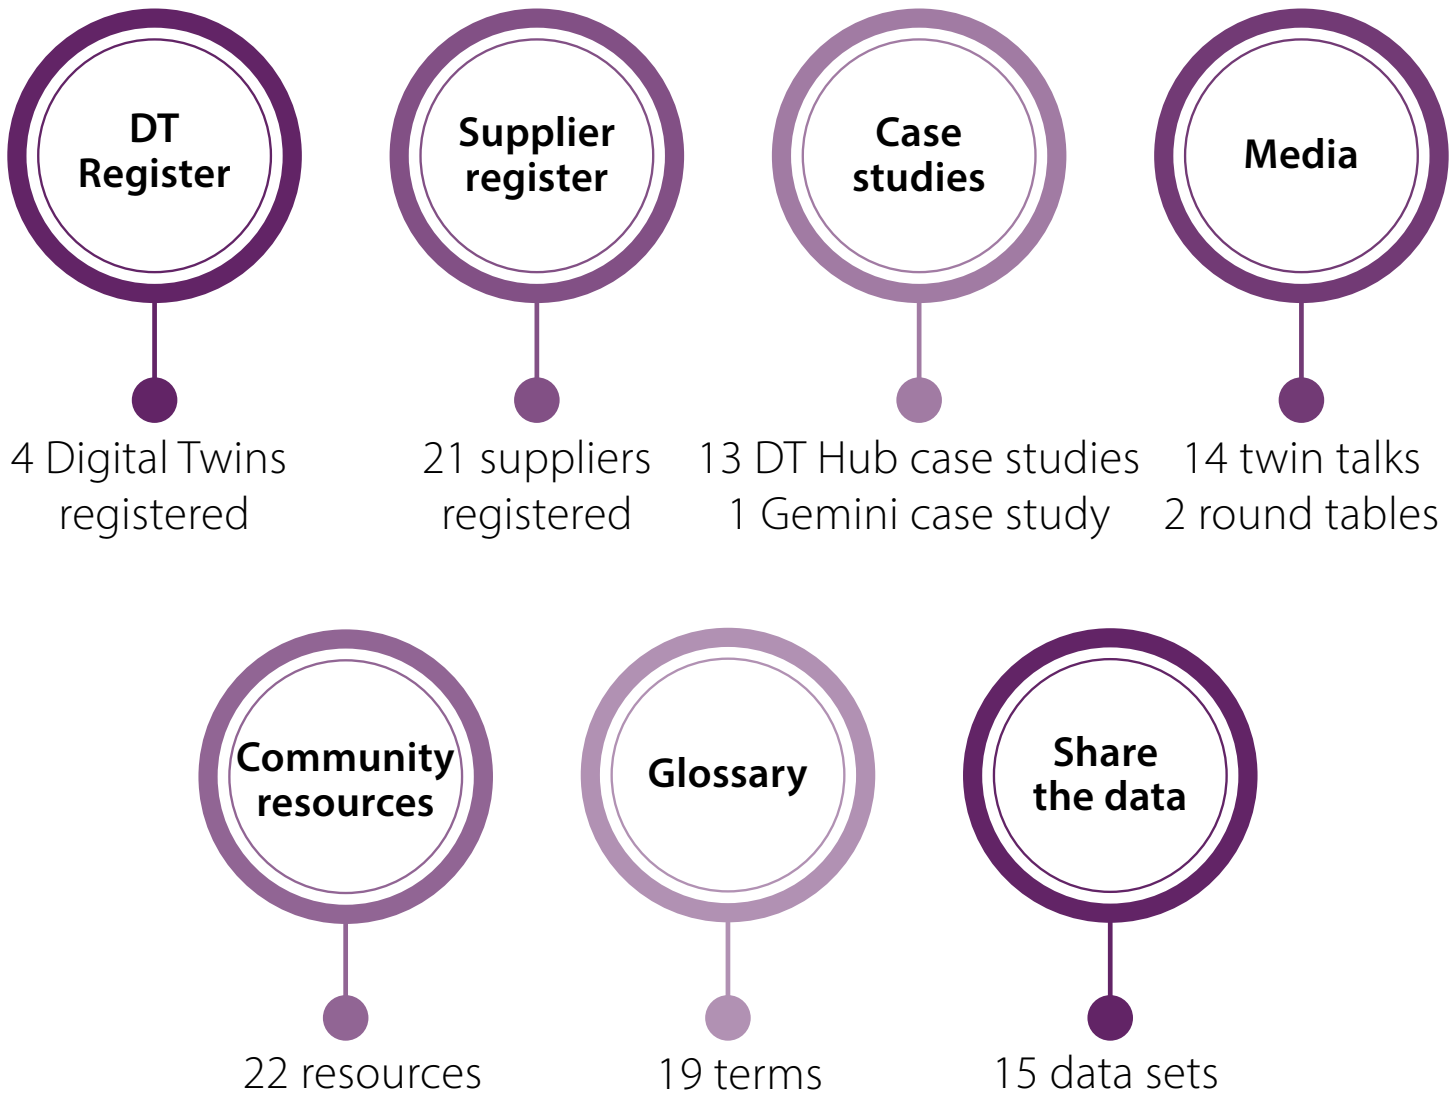 DT
Register
4 Digital Twins
registered
Supplier
register
21 suppliers
registered
Case
studies
13 DT Hub case studies
1 Gemini case study
Media
14 twin talks
2 round tables
Community
resources
22 resources
Glossary
19 terms
Share
the data
15 data sets